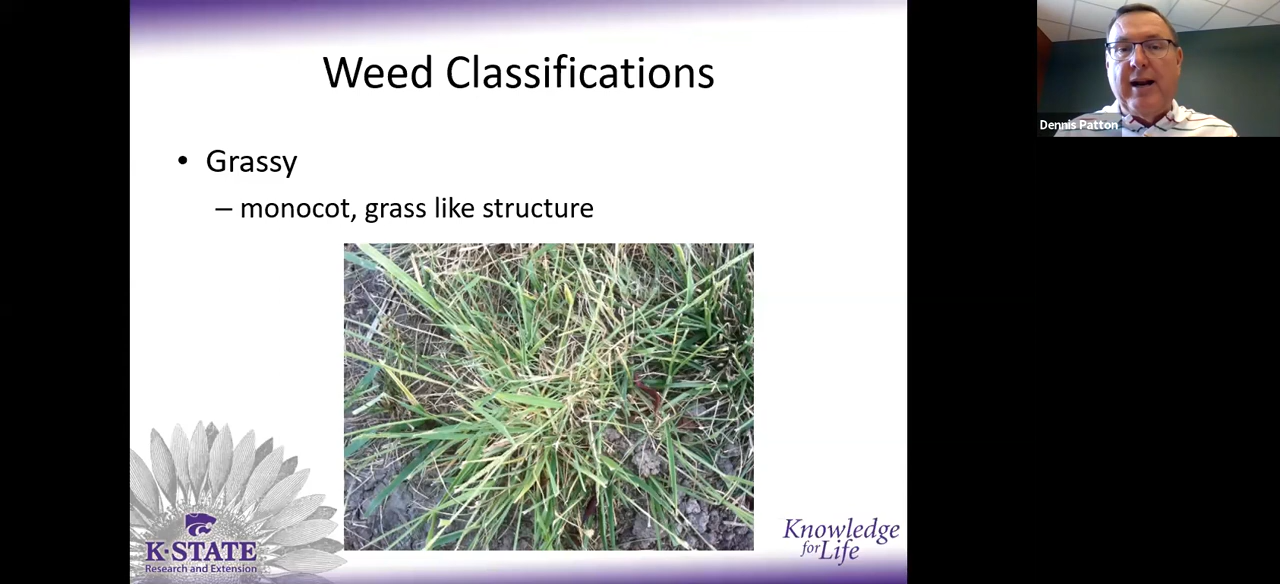 Weed Classifications
• Grassy
– monocot, grass like structure
K-STATE
Research and Extension
Knowledge
for Life
Dennis Patton